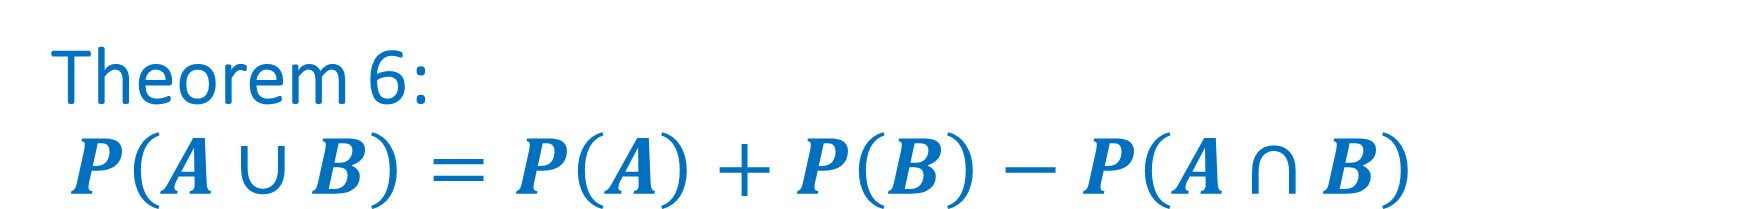 Theorem 6:
P(A ∪ B) = P(A) + P(B) − P(A ∩ B)